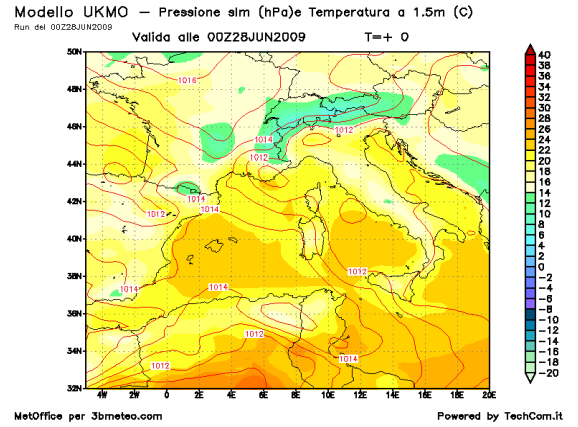 Modello UKMO – Pressione slm (hPa)e Temperatura a 1.5m (C)
Run del 00Z28JUN2009
Valida alle 00Z28JUN2009 T=+ 0
50N
48N
46N
44N
42N
40N
38N
36N
34N
32N
4W 2W 0 2E 4E 6E 8E 10E 12E 14E 16E 18E 20E
1016
1014
1012
1012
1014
1012
1014
1014
1012
1014
1014
1012
1012
1014
40
38
36
34
32
30
28
26
24
22
20
18
16
14
12
10
8
6
4
2
0
−2
−4
−6
−8
−10
−12
−14
−16
−18
−20
MetOffice per 3bmeteo.com
Powered by TechCom.it